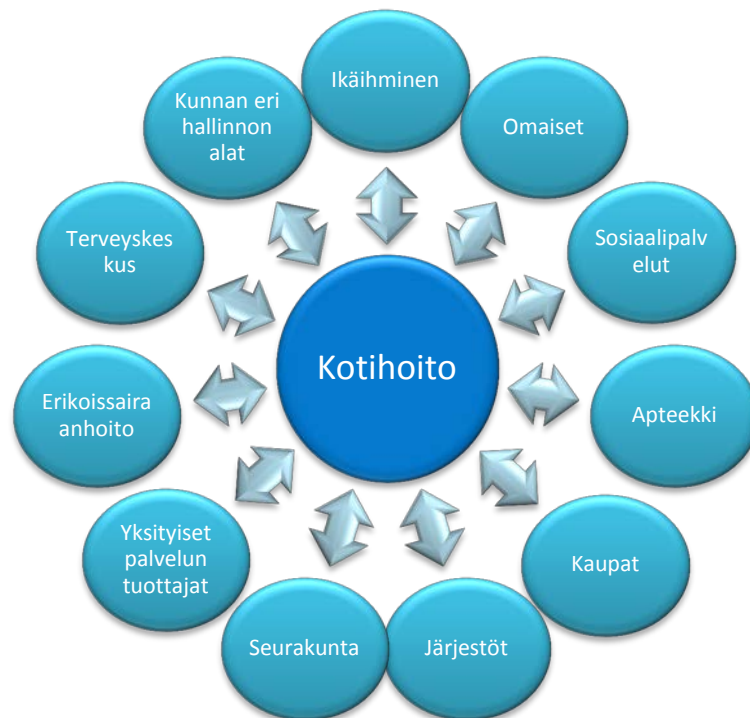 Ikäihminen
Omaiset
Sosiaalipalv
elut
Apteekki
Kaupat
Järjestöt
Seurakunta
Yksityiset
palvelun
tuottajat
Erikoissaira
anhoito
Terveyskes
kus
Kunnan eri
hallinnon
alat
Kotihoito